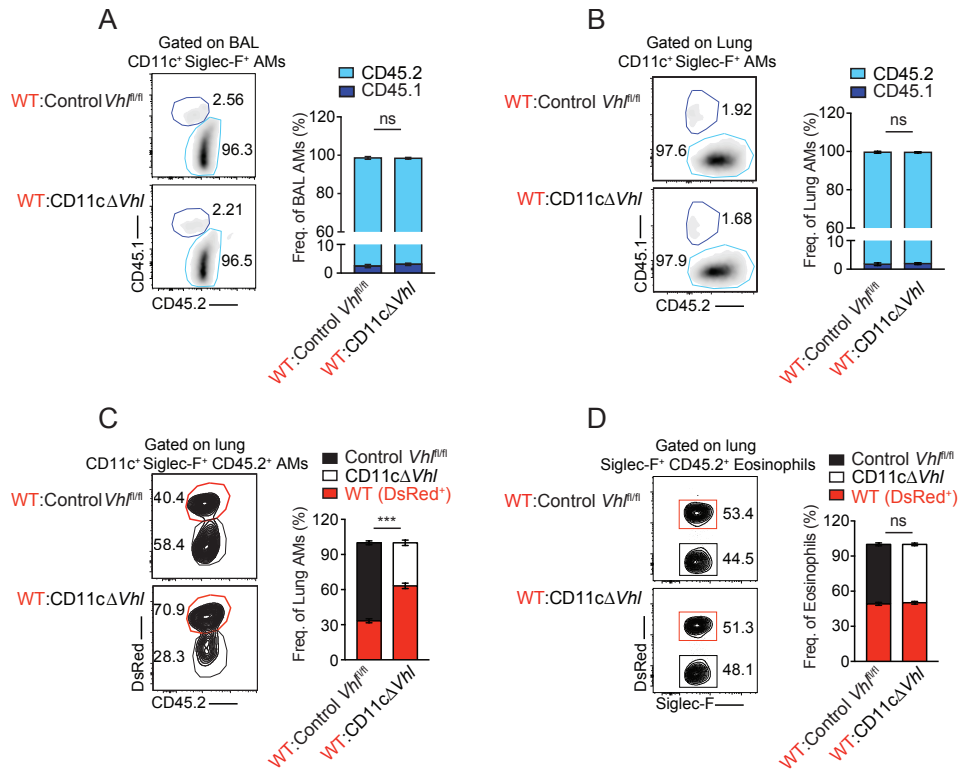 A
Gated on BAL
CD11c⁺ Siglec-F⁺ AMs
WT:Control Vhlfl/fl
2.56
96.3
WT:CD11cΔVhl
2.21
96.5
CD45.1
CD45.2
CD45.2
CD45.1
ns
Freq. of BAL AMs (%)
100
80
60
10
0
WT:Control Vhlfl/fl
WT:CD11cΔVhl
B
Gated on Lung
CD11c⁺ Siglec-F⁺ AMs
WT:Control Vhlfl/fl
1.92
97.6
WT:CD11cΔVhl
1.68
97.9
CD45.1
CD45.2
CD45.2
CD45.1
ns
Freq. of Lung AMs (%)
120
100
80
60
10
0
WT:Control Vhlfl/fl
WT:CD11cΔVhl
C
Gated on lung
CD11c⁺ Siglec-F⁺ CD45.2⁺ AMs
WT:Control Vhlfl/fl
40.4
58.4
WT:CD11cΔVhl
70.9
28.3
DsRed
CD45.2
Control Vhlfl/fl
CD11cΔVhl
WT (DsRed⁺)
***
Freq. of Lung AMs (%)
120
90
60
30
0
WT:Control Vhlfl/fl
WT:CD11cΔVhl
D
Gated on lung
Siglec-F⁺ CD45.2⁺ Eosinophils
WT:Control Vhlfl/fl
53.4
44.5
WT:CD11cΔVhl
51.3
48.1
DsRed
Siglec-F
Control Vhlfl/fl
CD11cΔVhl
WT (DsRed⁺)
ns
Freq. of Eosinophils (%)
120
90
60
30
0
WT:Control Vhlfl/fl
WT:CD11cΔVhl